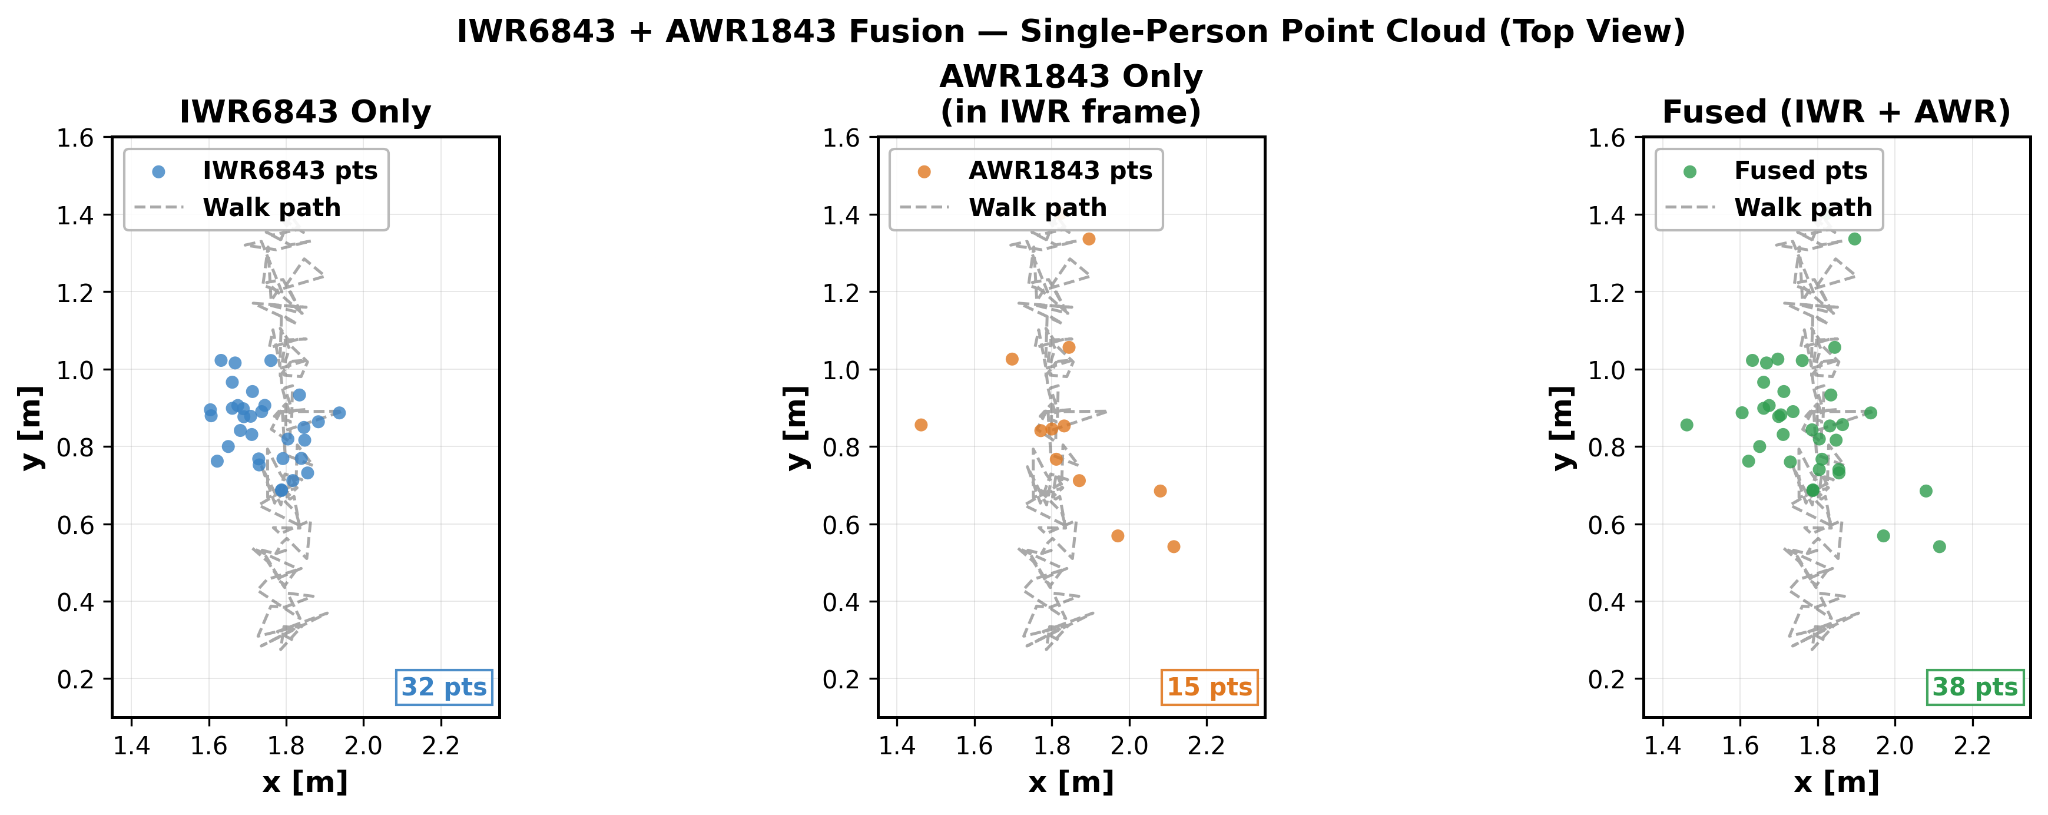 IWR6843 + AWR1843 Fusion — Single-Person Point Cloud (Top View)
IWR6843 Only
1.6
1.4
1.2
1.0
0.8
0.6
0.4
0.2
y [m]
IWR6843 pts
Walk path
32 pts
1.4 1.6 1.8 2.0 2.2
x [m]
AWR1843 Only
(in IWR frame)
1.6
1.4
1.2
1.0
0.8
0.6
0.4
0.2
y [m]
AWR1843 pts
Walk path
15 pts
1.4 1.6 1.8 2.0 2.2
x [m]
Fused (IWR + AWR)
1.6
1.4
1.2
1.0
0.8
0.6
0.4
0.2
y [m]
Fused pts
Walk path
38 pts
1.4 1.6 1.8 2.0 2.2
x [m]